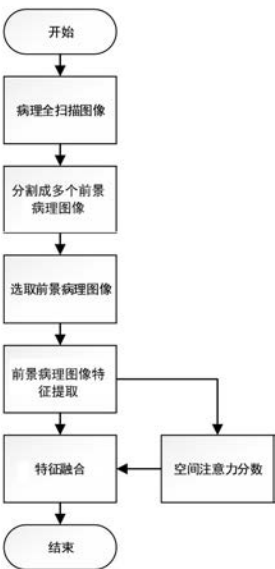 开始
病理全扫描图像
分割成多个前景
病理图像
选取前景病理图像
前景病理图像特
征提取
特征融合
空间注意力分数
结束